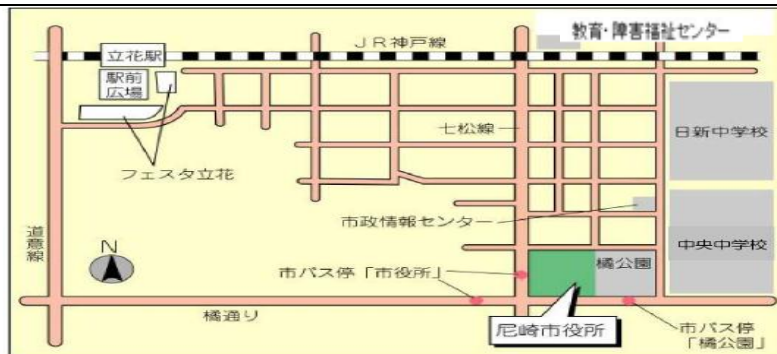 教育・障害福祉センター
JR神戸線
立花駅
駅前
広場
七松線
日新中学校
フェスタ立花
市政情報センター
道意線
N
中央中学校
橘公園
市バス停「市役所」
橘通り
尼崎市役所
市バス停
「橘公園」